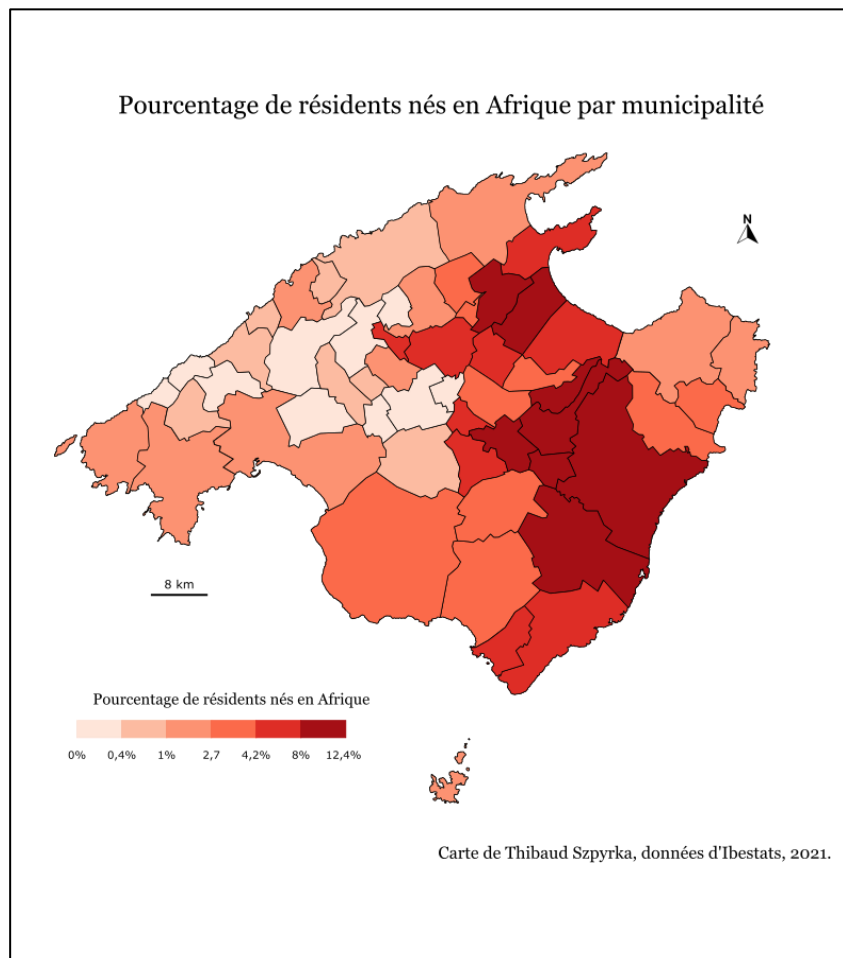 Pourcentage de résidents nés en Afrique par municipalité
N
8 km
Pourcentage de résidents nés en Afrique
0% 0,4% 1% 2,7 4,2% 8% 12,4%
Carte de Thibaud Szpyrka, données d'Ibestats, 2021.